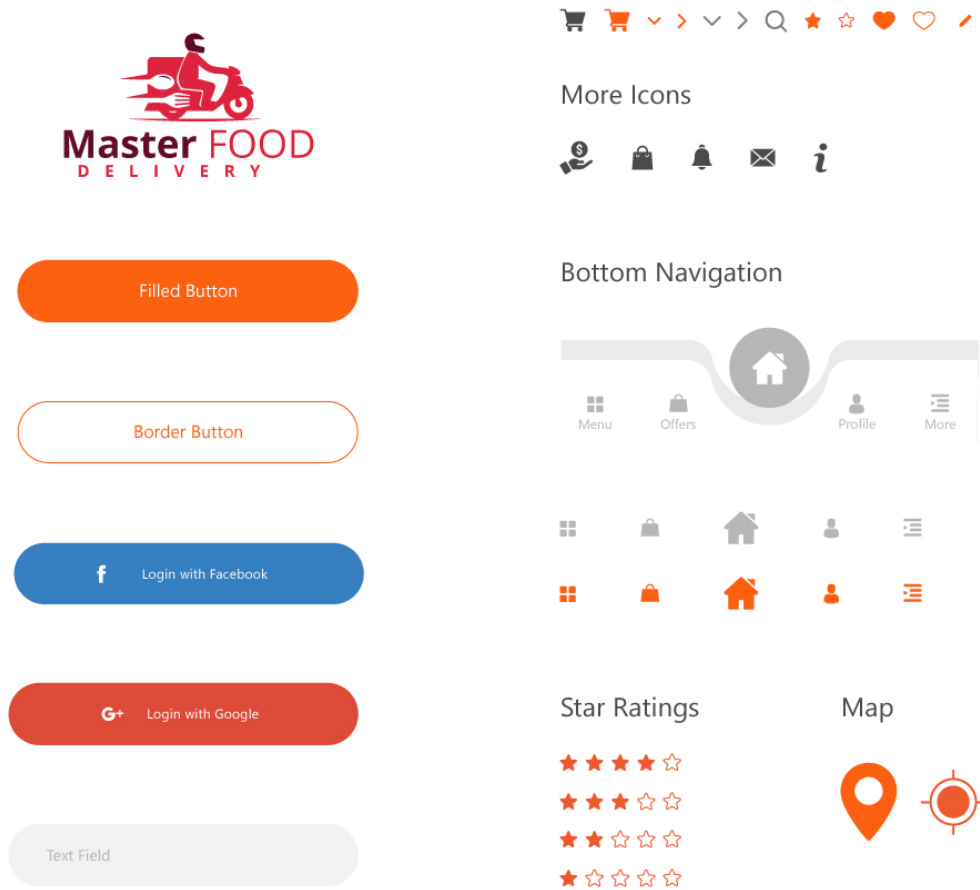 Master FOOD
DELIVERY
Filled Button
Border Button
f Login with Facebook
G+ Login with Google
Text Field
More Icons
$
i
Bottom Navigation
Menu
Offers
Profile
More
Star Ratings
Map